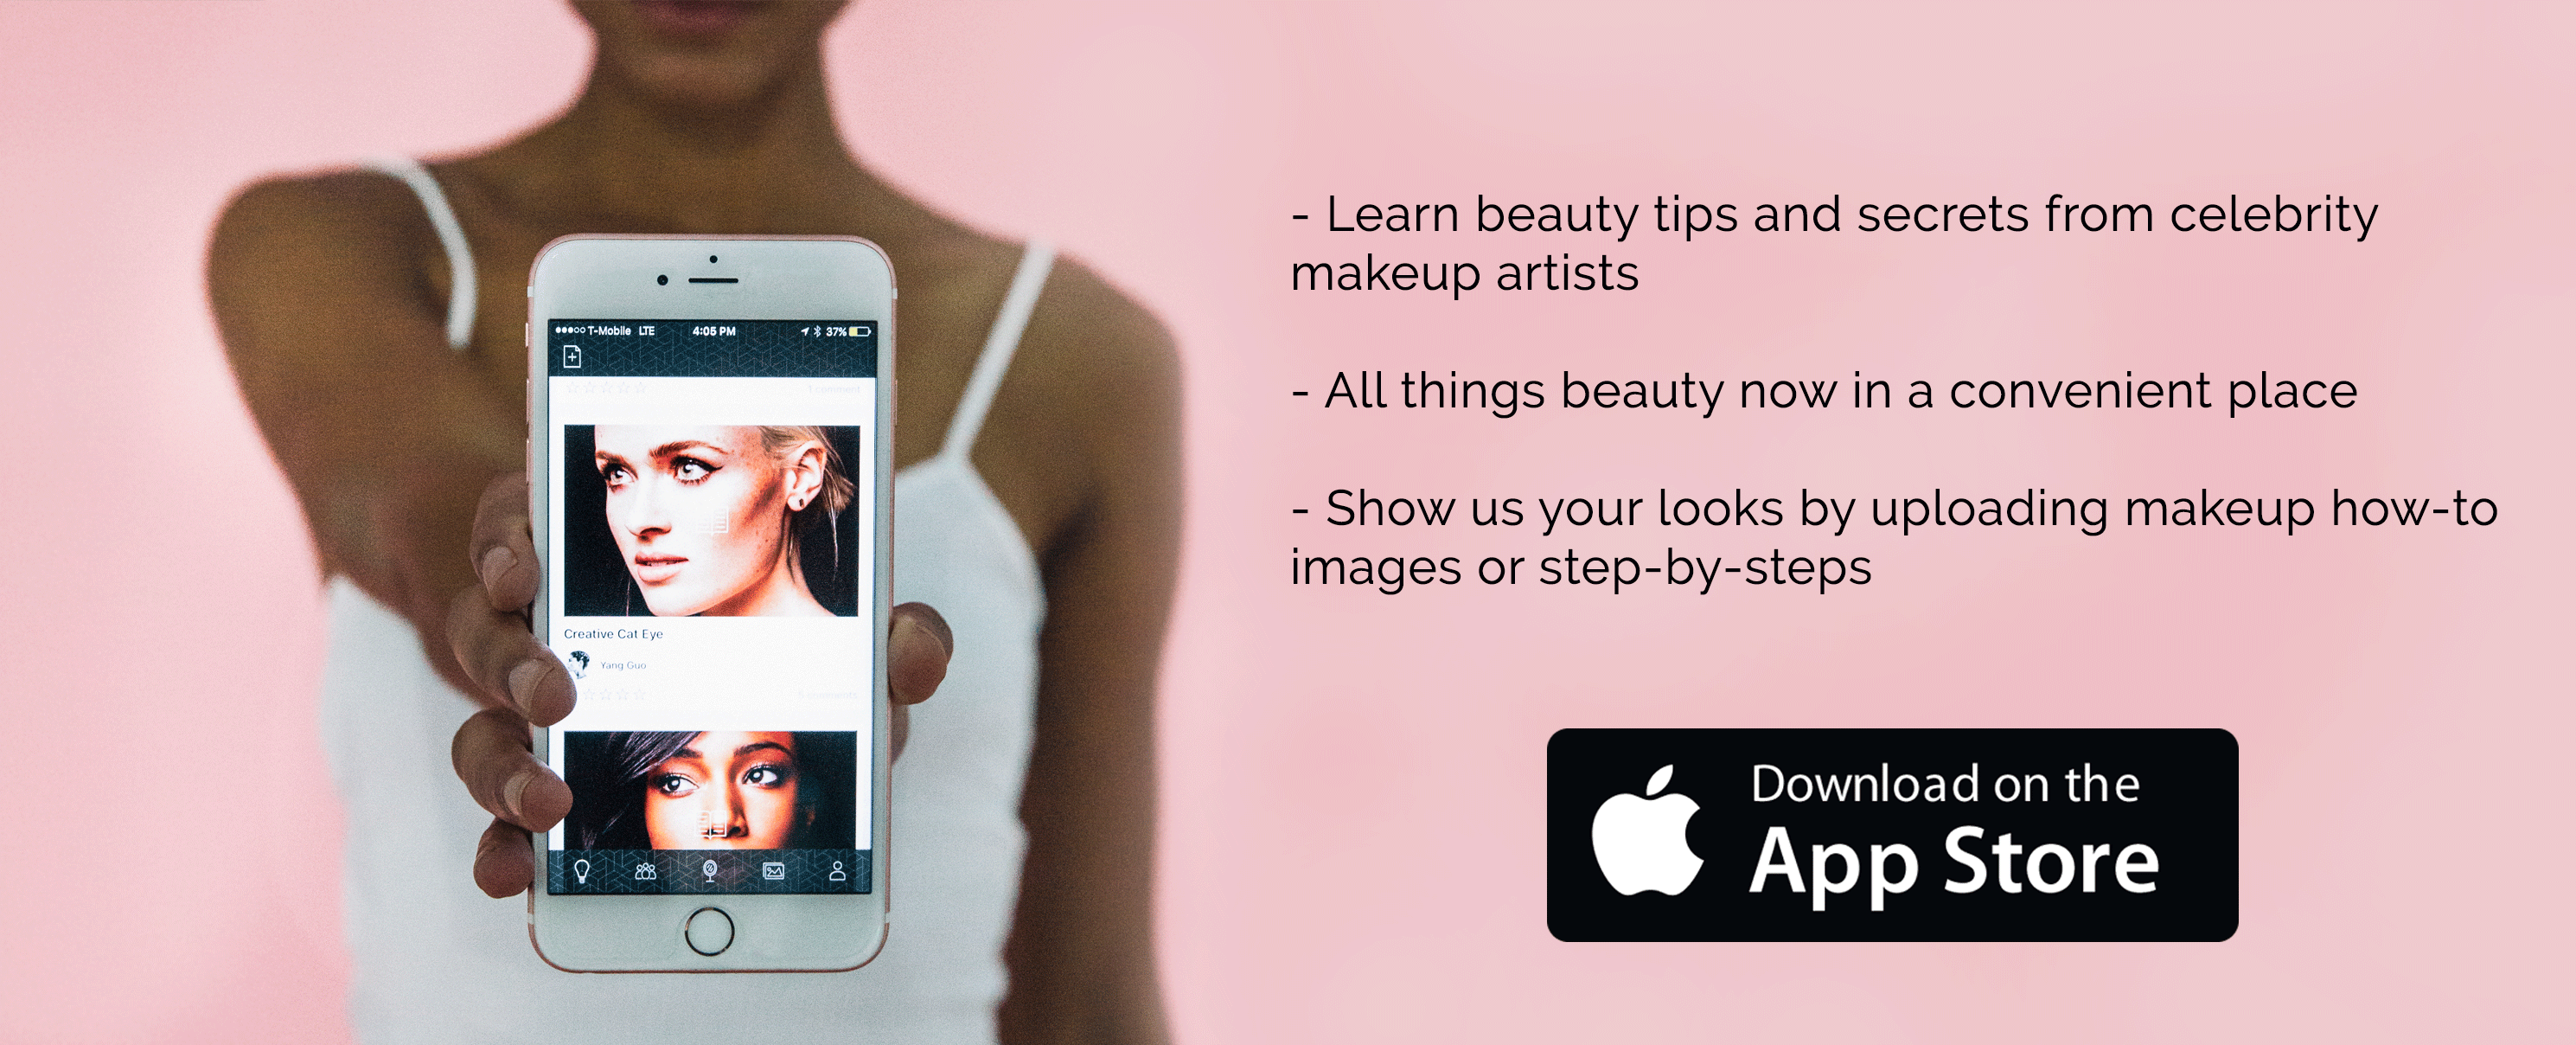 T-Mobile LTE 4:05 PM 37%
1 comment
Creative Cat Eye
Yang Guo
- Learn beauty tips and secrets from celebrity
makeup artists
- All things beauty now in a convenient place
- Show us your looks by uploading makeup how-to
images or step-by-steps
Download on the
App Store